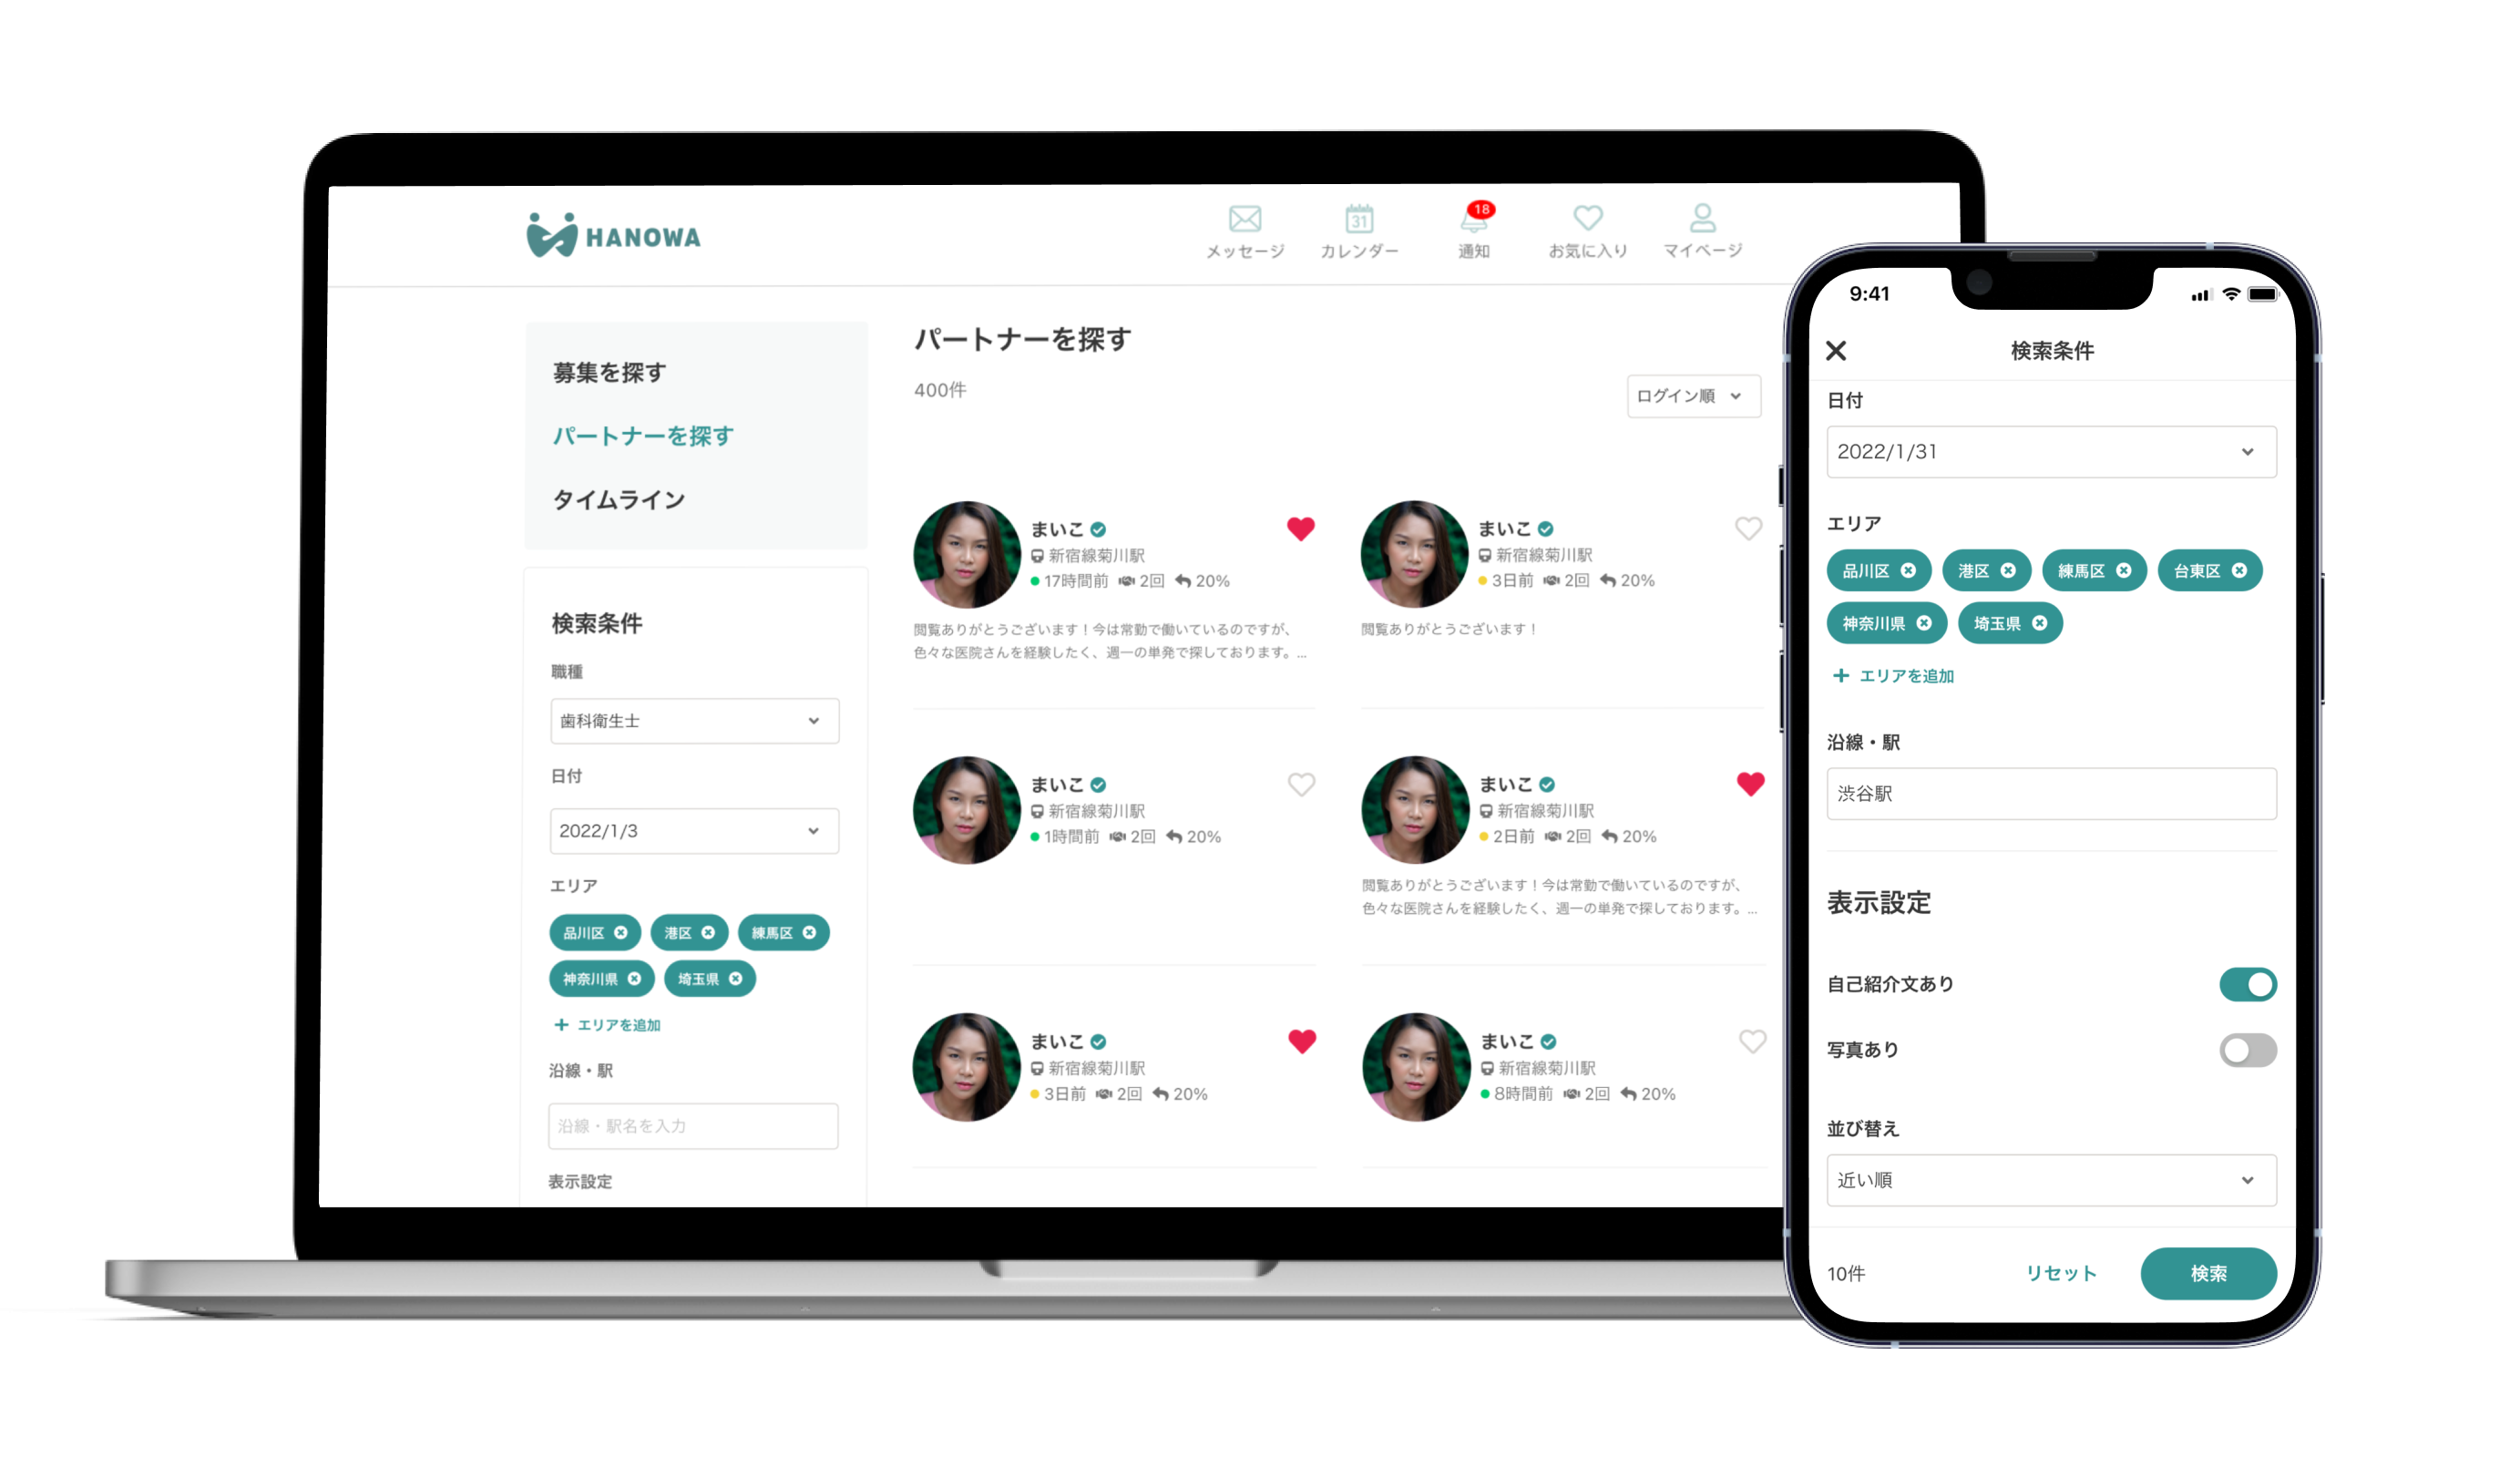 HANOWA
メッセージ
31
カレンダー
18
通知
お気に入り
マイページ
募集を探す
パートナーを探す
タイムライン
検索条件
職種
歯科衛生士
日付
2022/1/3
エリア
品川区 港区 練馬区
神奈川県 埼玉県
+ エリアを追加
沿線・駅
沿線・駅名を入力
表示設定
パートナーを探す
400件
ログイン順
まいこ
新宿線菊川駅
17時間前 2回 20%
閲覧ありがとうございます！今は常勤で働いているのですが、
色々な医院さんを経験したく、週一の単発で探しております。...
まいこ
新宿線菊川駅
3日前 2回 20%
閲覧ありがとうございます！
まいこ
新宿線菊川駅
1時間前 2回 20%
まいこ
新宿線菊川駅
2日前 2回 20%
閲覧ありがとうございます！今は常勤で働いているのですが、
色々な医院さんを経験したく、週一の単発で探しております。...
まいこ
新宿線菊川駅
3日前 2回 20%
まいこ
新宿線菊川駅
8時間前 2回 20%
9:41
検索条件
日付
2022/1/31
エリア
品川区 港区 練馬区 台東区
神奈川県 埼玉県
+ エリアを追加
沿線・駅
渋谷駅
表示設定
自己紹介文あり
写真あり
並び替え
近い順
10件 リセット 検索